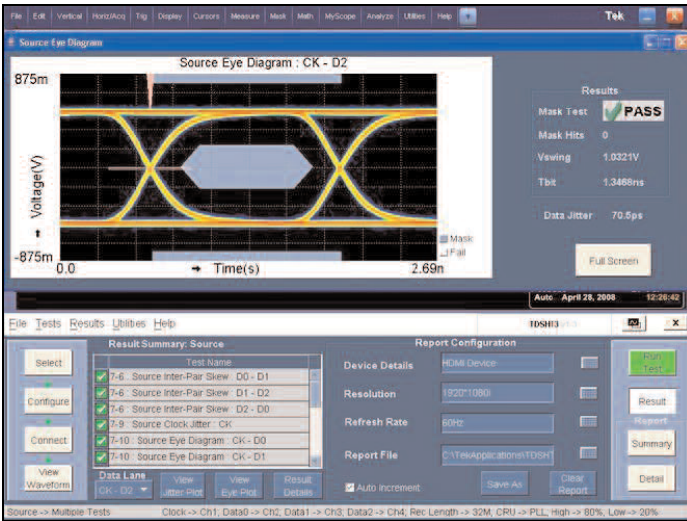 File Edit Vertical Horiz/Acq Trig Display Cursors Measure Mask Math MyScope Analyze Utilities Help Tek
Source Eye Diagram
Source Eye Diagram : CK - D2
875m
Voltage(V)
-875m
0.0
Time(s)
2.69n
Mask
Fail
Results
Mask Test PASS
Mask Hits 0
Vswing 1.0321V
Tbit 1.3468ns
Data Jitter 70.5ps
Full Screen
Auto April 28, 2008 12:26:42
File Tests Results Utilities Help TDSHT3 X
Select
Configure
Connect
View Waveform
Result Summary: Source
Test Name
7-6 : Source Inter-Pair Skew : D0 - D1
7-6 : Source Inter-Pair Skew : D1 - D2
7-6 : Source Inter-Pair Skew : D2 - D0
7-9 : Source Clock Jitter : CK
7-10 : Source Eye Diagram : CK - D0
7-10 : Source Eye Diagram : CK - D1
Data Lane
CK - D2
View Jitter Plot
View Eye Plot
Result Details
Report Configuration
Device Details HDMI Device
Resolution 1920*1080i
Refresh Rate 60Hz
Report File C:\TekApplications\TDSHT
Auto Increment
Save As
Clear Report
Run Test
Result
Report
Summary
Detail
Source -> Multiple Tests Clock -> Ch1, Data0 -> Ch2, Data1 -> Ch3; Data2 -> Ch4; Rec Length -> 32M, CRU -> PLL, High -> 80%, Low -> 20%